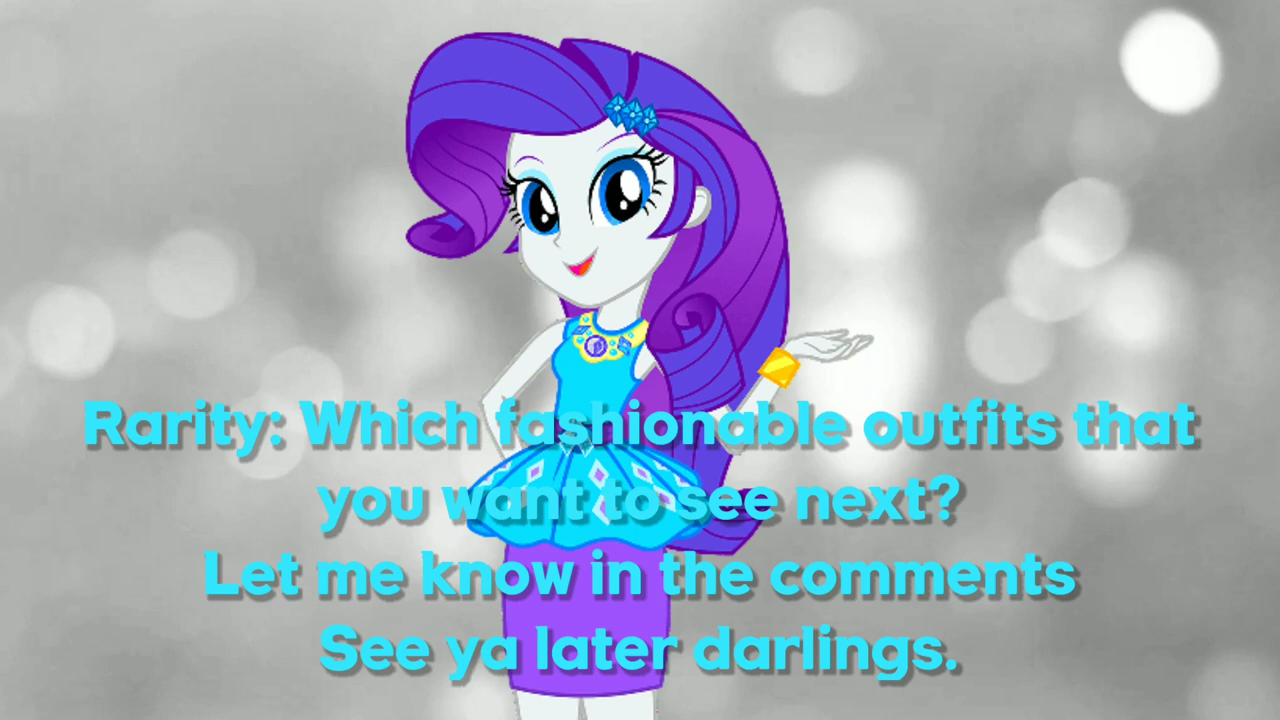 Rarity: Which fashionable outfits that
you want to see next?
Let me know in the comments
See ya later darlings.